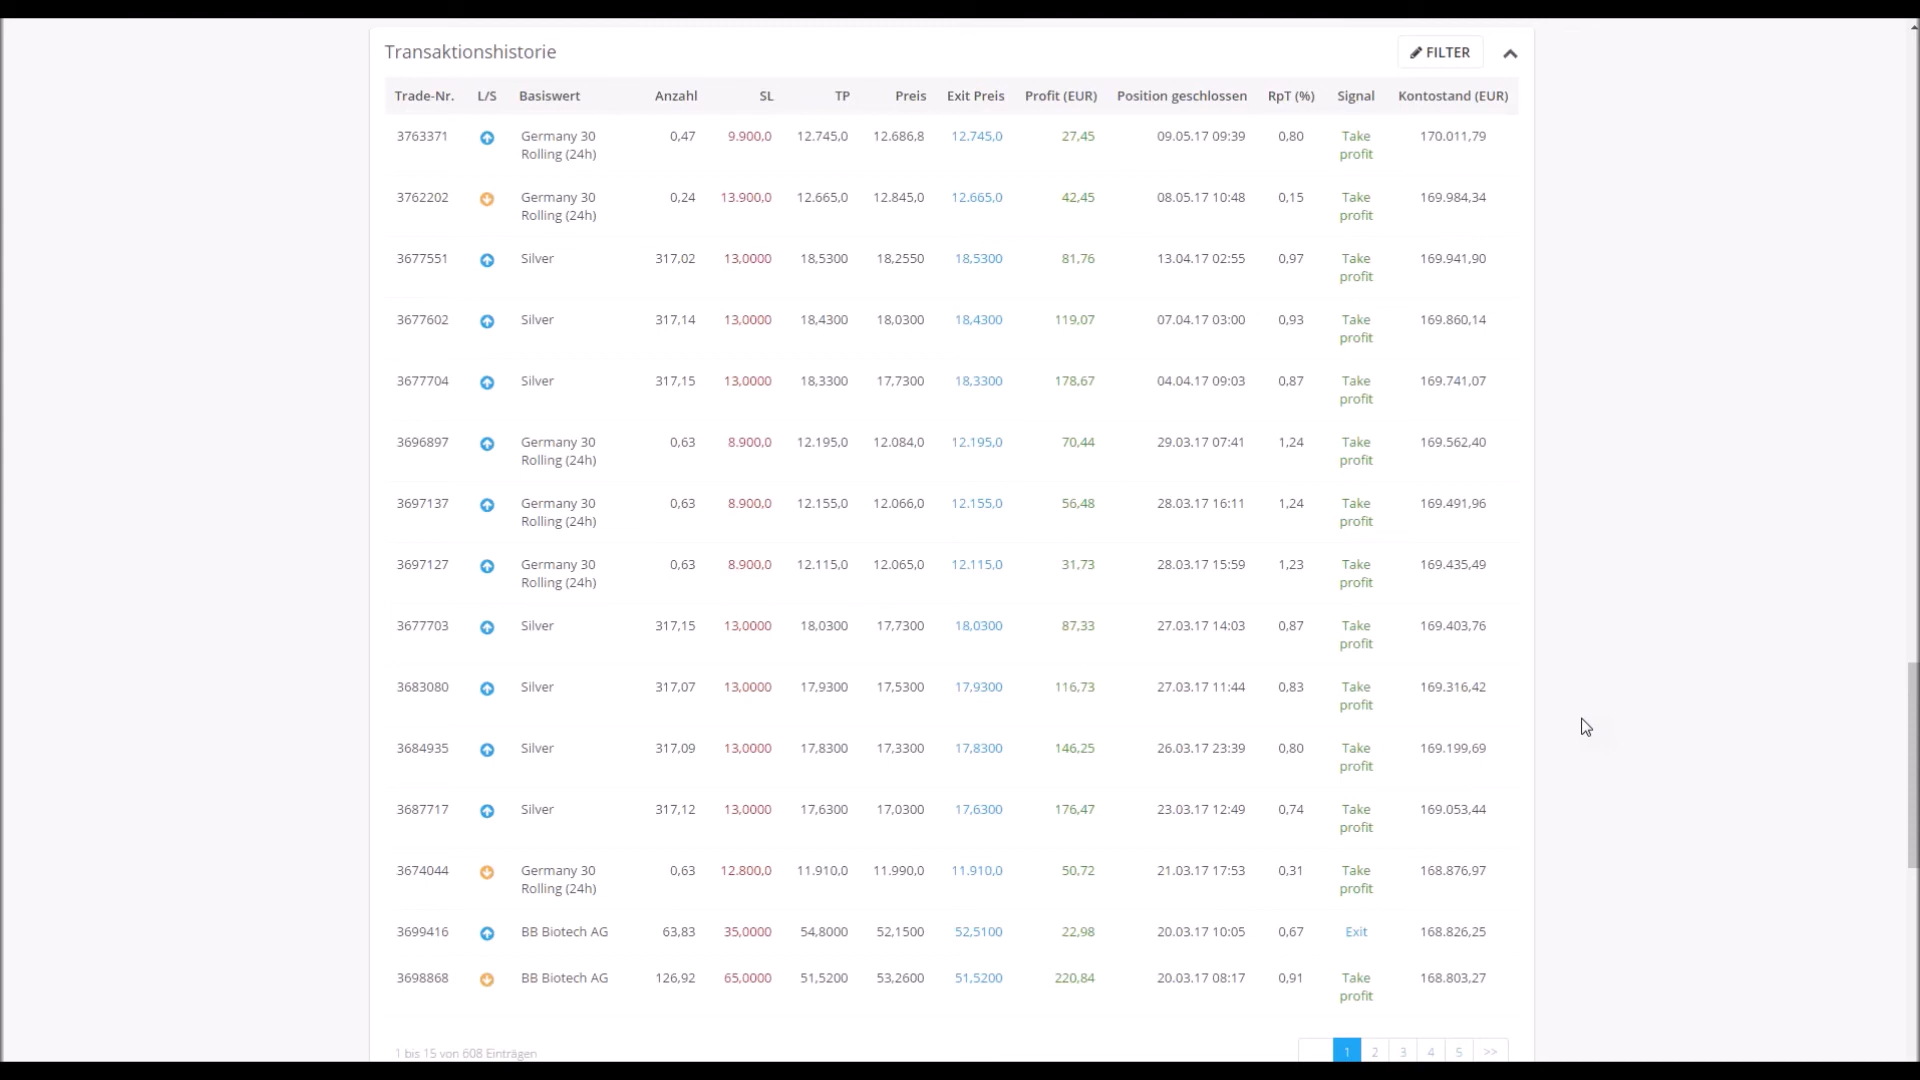 Transaktionshistorie FILTER
Trade-Nr. L/S Basiswert Anzahl SL TP Preis Exit Preis Profit (EUR) Position geschlossen RpT (%) Signal Kontostand (EUR)
3763371 Germany 30 0,47 9.900,0 12.745,0 12.686,8 12.745,0 27,45 09.05.17 09:39 0,80 Take 170.011,79
Rolling (24h) profit
3762202 Germany 30 0,24 13.900,0 12.665,0 12.845,0 12.665,0 42,45 08.05.17 10:48 0,15 Take 169.984,34
Rolling (24h) profit
3677551 Silver 317,02 13,0000 18,5300 18,2550 18,5300 81,76 13.04.17 02:55 0,97 Take 169.941,90
profit
3677602 Silver 317,14 13,0000 18,4300 18,0300 18,4300 119,07 07.04.17 03:00 0,93 Take 169.860,14
profit
3677704 Silver 317,15 13,0000 18,3300 17,7300 18,3300 178,67 04.04.17 09:03 0,87 Take 169.741,07
profit
3696897 Germany 30 0,63 8.900,0 12.195,0 12.084,0 12.195,0 70,44 29.03.17 07:41 1,24 Take 169.562,40
Rolling (24h) profit
3697137 Germany 30 0,63 8.900,0 12.155,0 12.066,0 12.155,0 56,48 28.03.17 16:11 1,24 Take 169.491,96
Rolling (24h) profit
3697127 Germany 30 0,63 8.900,0 12.115,0 12.065,0 12.115,0 31,73 28.03.17 15:59 1,23 Take 169.435,49
Rolling (24h) profit
3677703 Silver 317,15 13,0000 18,0300 17,7300 18,0300 87,33 27.03.17 14:03 0,87 Take 169.403,76
profit
3683080 Silver 317,07 13,0000 17,9300 17,5300 17,9300 116,73 27.03.17 11:44 0,83 Take 169.316,42
profit
3684935 Silver 317,09 13,0000 17,8300 17,3300 17,8300 146,25 26.03.17 23:39 0,80 Take 169.199,69
profit
3687717 Silver 317,12 13,0000 17,6300 17,0300 17,6300 176,47 23.03.17 12:49 0,74 Take 169.053,44
profit
3674044 Germany 30 0,63 12.800,0 11.910,0 11.990,0 11.910,0 50,72 21.03.17 17:53 0,31 Take 168.876,97
Rolling (24h) profit
3699416 BB Biotech AG 63,83 35,0000 54,8000 52,1500 52,5100 22,98 20.03.17 10:05 0,67 Exit 168.826,25
3698868 BB Biotech AG 126,92 65,0000 51,5200 53,2600 51,5200 220,84 20.03.17 08:17 0,91 Take 168.803,27
profit
1 bis 15 von 608 Einträgen 1 2 3 4 5 >>